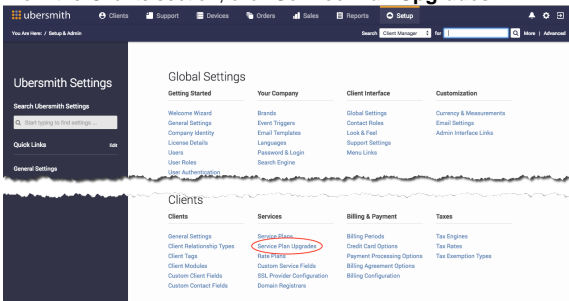 ubersmith
Clients
Support
Devices
Orders
Sales
Reports
Setup
You Are Here: / Setup & Admin
Search
Client Manager
for
More | Advanced
Ubersmith Settings
Search Ubersmith Settings
Start typing to find settings ...
Quick Links
Edit
General Settings
Global Settings
Getting Started
Welcome Wizard
General Settings
Company Identity
License Details
Users
User Roles
User Authentication
Your Company
Brands
Event Triggers
Email Templates
Languages
Password & Login
Search Engine
Client Interface
Global Settings
Contact Roles
Look & Feel
Support Settings
Menu Links
Customization
Currency & Measurements
Email Settings
Admin Interface Links
Clients
Clients
General Settings
Client Relationship Types
Client Tags
Client Modules
Custom Client Fields
Custom Contact Fields
Services
Service Plans
Service Plan Upgrades
Rate Plans
Custom Service Fields
SSL Provider Configuration
Domain Registrars
Billing & Payment
Billing Periods
Credit Card Options
Payment Processing Options
Billing Agreement Options
Billing Configuration
Taxes
Tax Engines
Tax Rates
Tax Exemption Types